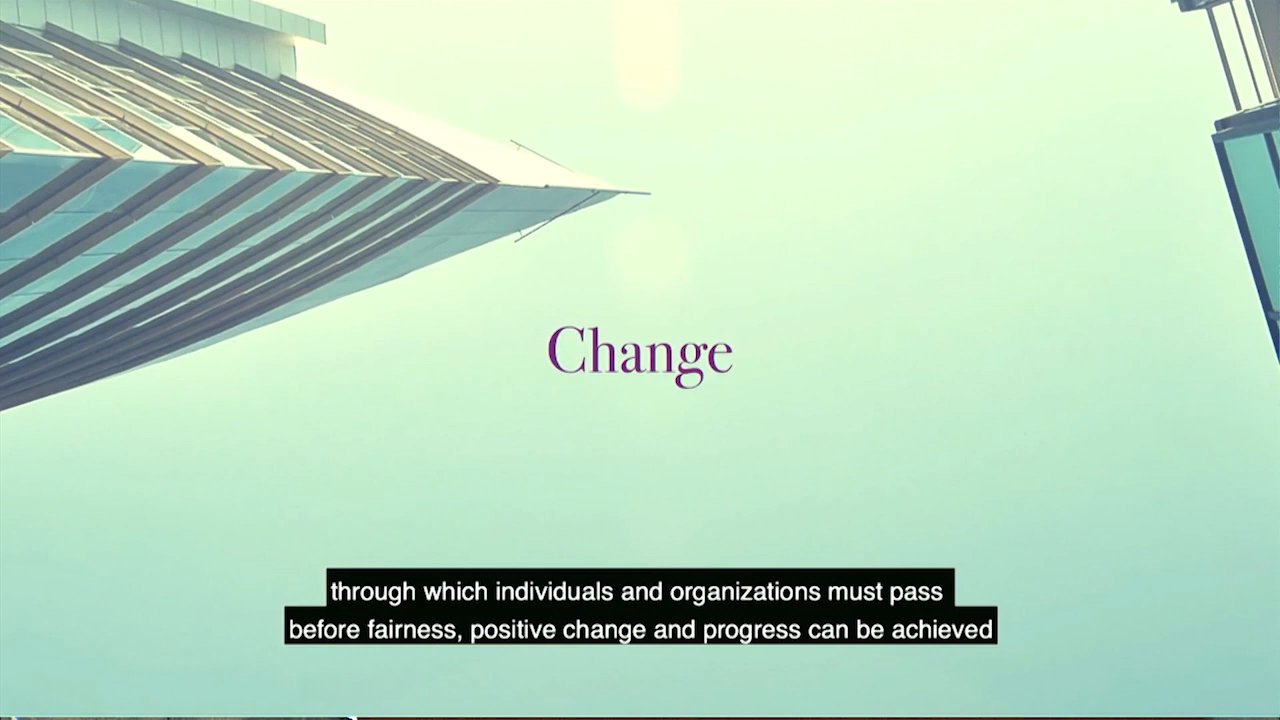 Change
through which individuals and organizations must pass
before fairness, positive change and progress can be achieved